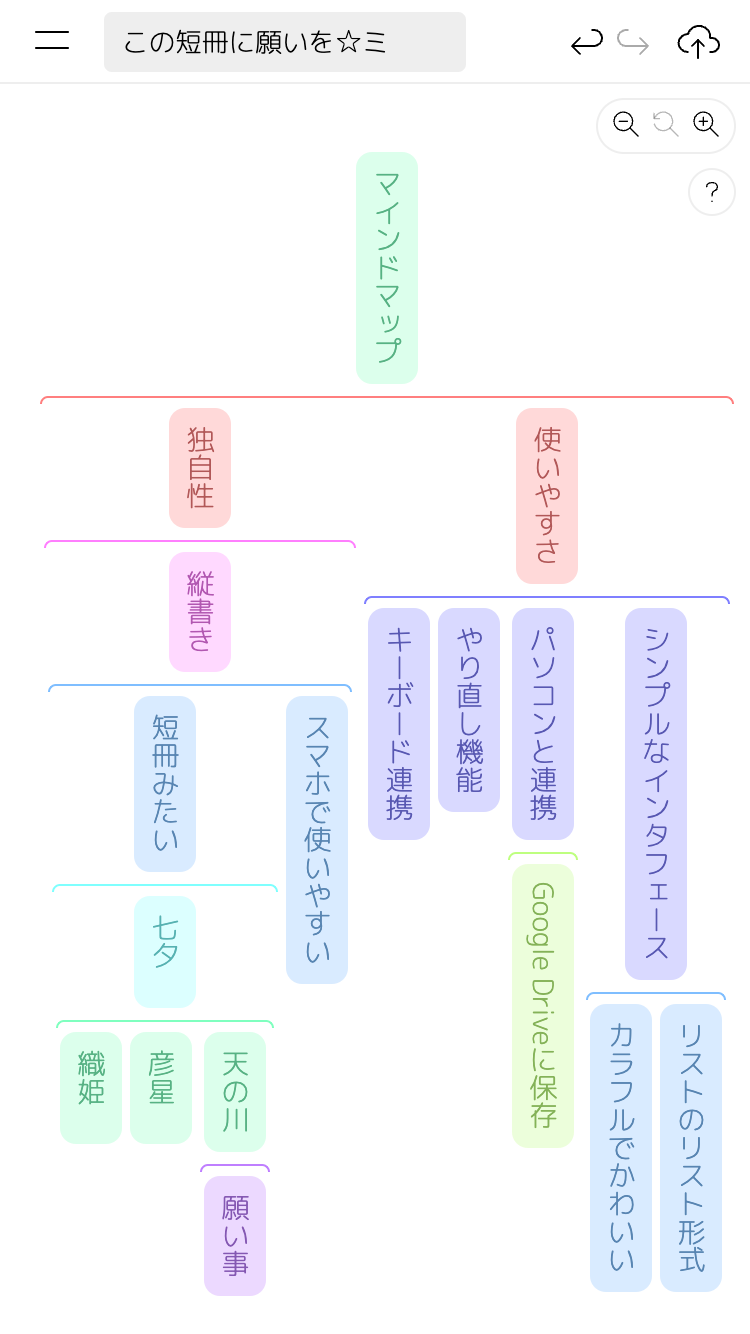 この短冊に願いを☆ミ
?
マインドマップ
使いやすさ
シンプルなインタフェース
リストのリスト形式
カラフルでかわいい
パソコンと連携
Google Driveに保存
やり直し機能
キーボード連携
独自性
縦書き
スマホで使いやすい
短冊みたい
七夕
天の川
願い事
彦星
織姫